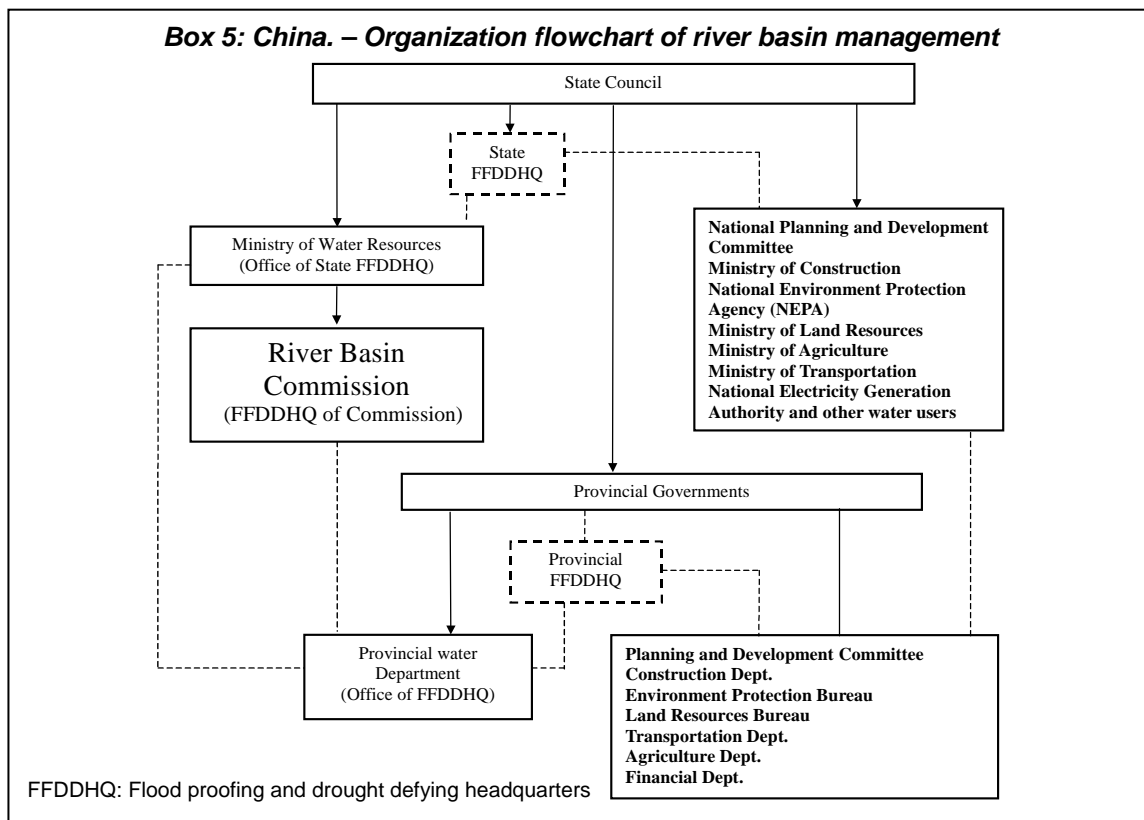 Box 5: China. – Organization flowchart of river basin management
State Council
State
FFDDHQ
Ministry of Water Resources
(Office of State FFDDHQ)
National Planning and Development
Committee
Ministry of Construction
National Environment Protection
Agency (NEPA)
Ministry of Land Resources
Ministry of Agriculture
Ministry of Transportation
National Electricity Generation
Authority and other water users
River Basin
Commission
(FFDDHQ of Commission)
Provincial Governments
Provincial
FFDDHQ
Provincial water
Department
(Office of FFDDHQ)
Planning and Development Committee
Construction Dept.
Environment Protection Bureau
Land Resources Bureau
Transportation Dept.
Agriculture Dept.
Financial Dept.
FFDDHQ: Flood proofing and drought defying headquarters